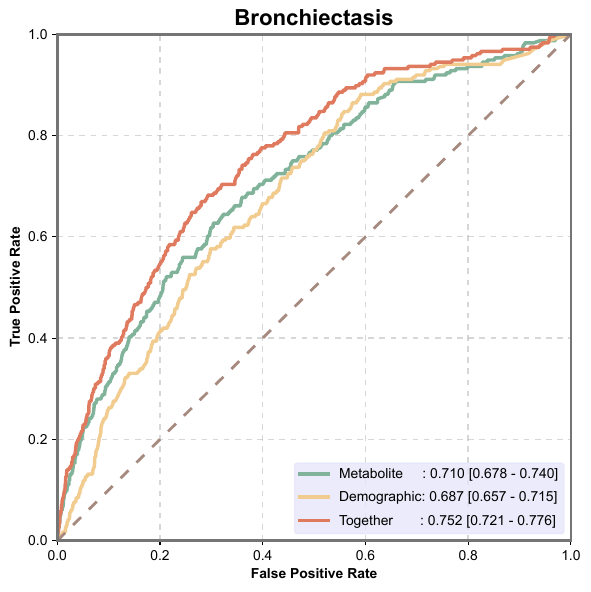 Bronchiectasis
True Positive Rate
1.0
0.8
0.6
0.4
0.2
0.0
Metabolite : 0.710 [0.678 - 0.740]
Demographic: 0.687 [0.657 - 0.715]
Together : 0.752 [0.721 - 0.776]
0.0 0.2 0.4 0.6 0.8 1.0
False Positive Rate